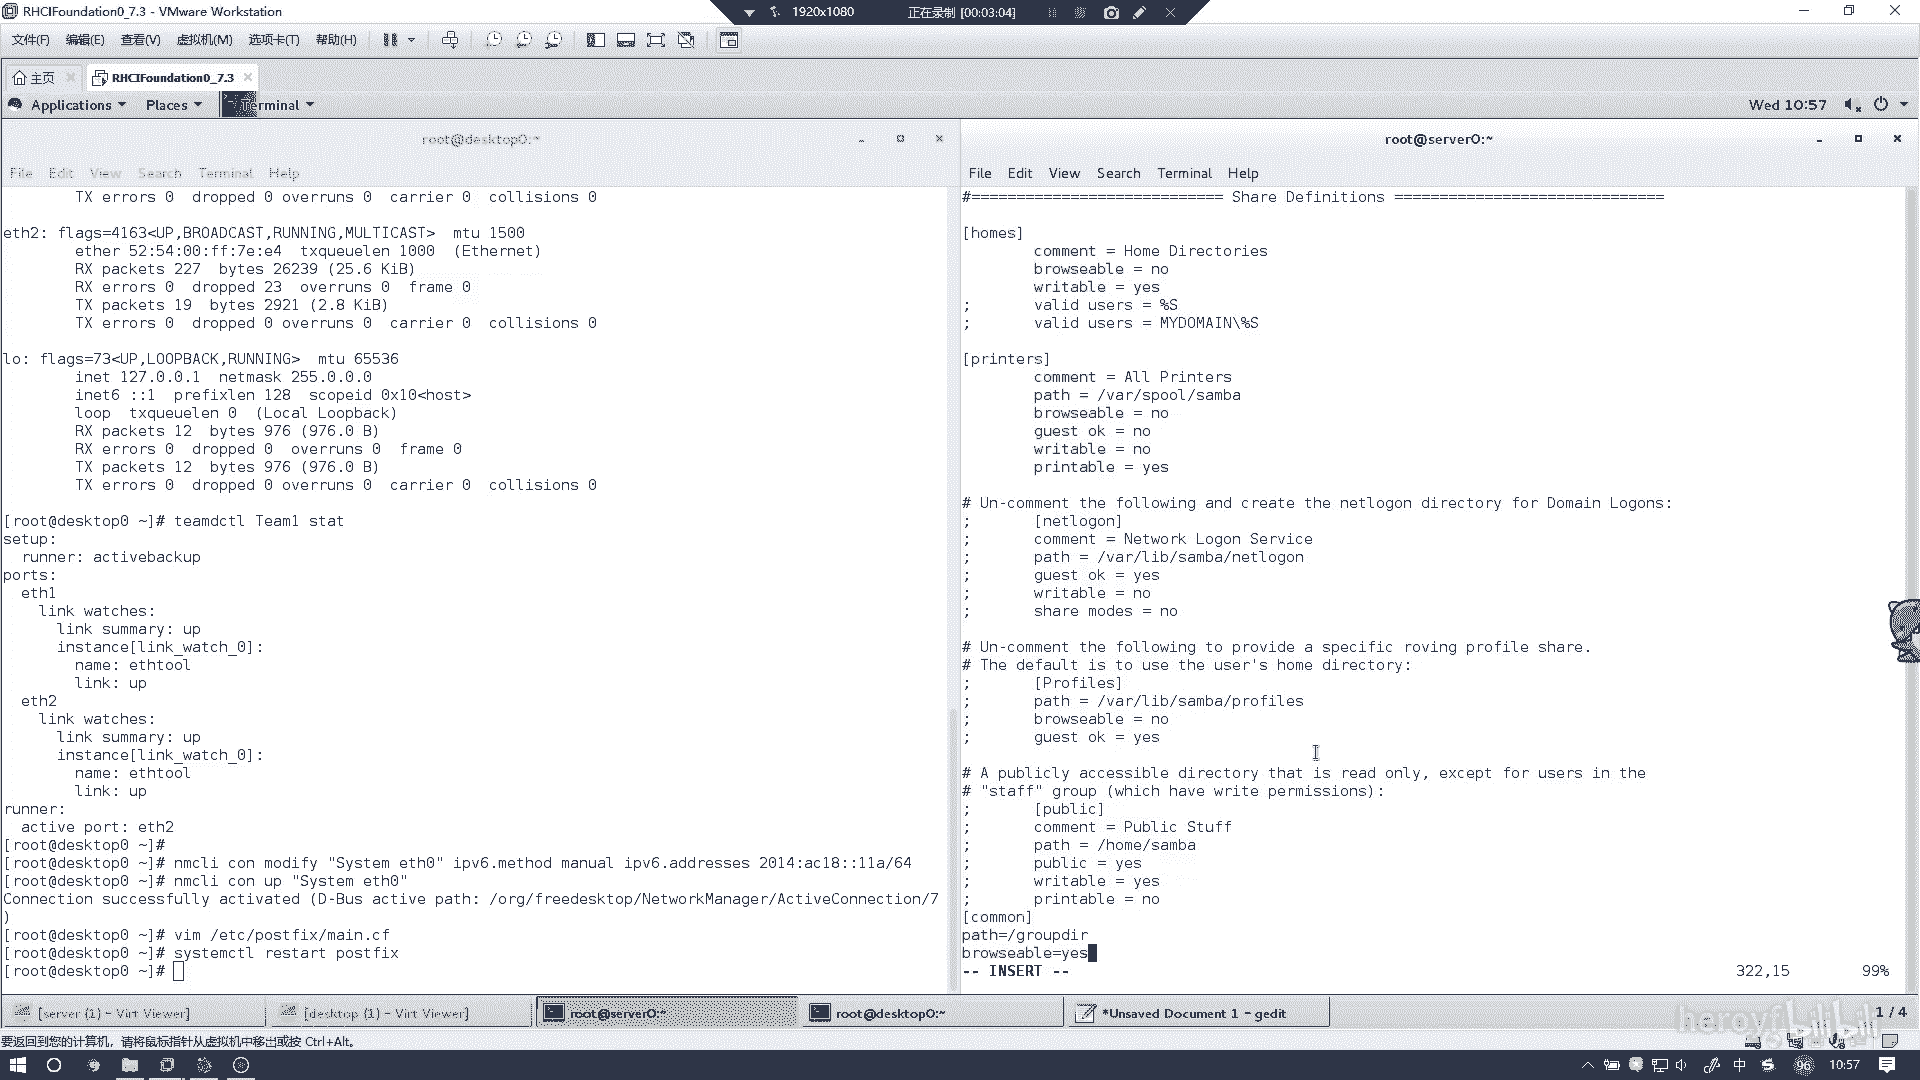 RHCIFoundation0_7.3 - VMware Workstation
1920x1080
正在录制 [00:03:04]
文件(F) 编辑(E) 查看(V) 虚拟机(M) 选项卡(T) 帮助(H)
主页
RHCIFoundation0_7.3
Applications Places Terminal
Wed 10:57
root@desktop0:~
File Edit View Search Terminal Help
TX errors 0  dropped 0 overruns 0  carrier 0  collisions 0
eth2: flags=4163<UP,BROADCAST,RUNNING,MULTICAST>  mtu 1500
ether 52:54:00:ff:7e:e4  txqueuelen 1000  (Ethernet)
RX packets 227  bytes 26239 (25.6 KiB)
RX errors 0  dropped 23  overruns 0  frame 0
TX packets 19  bytes 2921 (2.8 KiB)
TX errors 0  dropped 0 overruns 0  carrier 0  collisions 0
lo: flags=73<UP,LOOPBACK,RUNNING>  mtu 65536
inet 127.0.0.1  netmask 255.0.0.0
inet6 ::1  prefixlen 128  scopeid 0x10<host>
loop  txqueuelen 0  (Local Loopback)
RX packets 12  bytes 976 (976.0 B)
RX errors 0  dropped 0  overruns 0  frame 0
TX packets 12  bytes 976 (976.0 B)
TX errors 0  dropped 0 overruns 0  carrier 0  collisions 0
[root@desktop0 ~]# teamdctl Team1 stat
setup:
runner: activebackup
ports:
eth1
link watches:
link summary: up
instance[link_watch_0]:
name: ethtool
link: up
eth2
link watches:
link summary: up
instance[link_watch_0]:
name: ethtool
link: up
runner:
active port: eth2
[root@desktop0 ~]#
[root@desktop0 ~]# nmcli con modify "System eth0" ipv6.method manual ipv6.addresses 2014:ac18::11a/64
[root@desktop0 ~]# nmcli con up "System eth0"
Connection successfully activated (D-Bus active path: /org/freedesktop/NetworkManager/ActiveConnection/7
)
[root@desktop0 ~]# vim /etc/postfix/main.cf
[root@desktop0 ~]# systemctl restart postfix
[root@desktop0 ~]#
root@server0:~
File Edit View Search Terminal Help
#============================ Share Definitions ==============================
[homes]
comment = Home Directories
browseable = no
writable = yes
;       valid users = %S
;       valid users = MYDOMAIN\%S
[printers]
comment = All Printers
path = /var/spool/samba
browseable = no
guest ok = no
writable = no
printable = yes
# Un-comment the following and create the netlogon directory for Domain Logons:
;       [netlogon]
;       comment = Network Logon Service
;       path = /var/lib/samba/netlogon
;       guest ok = yes
;       writable = no
;       share modes = no
# Un-comment the following to provide a specific roving profile share.
# The default is to use the user's home directory:
;       [Profiles]
;       path = /var/lib/samba/profiles
;       browseable = no
;       guest ok = yes
# A publicly accessible directory that is read only, except for users in the
# "staff" group (which have write permissions):
;       [public]
;       comment = Public Stuff
;       path = /home/samba
;       public = yes
;       writable = yes
;       printable = no
[common]
path=/groupdir
browseable=yes
-- INSERT -- 322,15 99%
[server (1) - Virt Viewer] [desktop (1) - Virt Viewer] root@server0:~ root@desktop0:~ *Unsaved Document 1 - gedit 1 / 4
要返回到您的计算机，请将鼠标指针从虚拟机中移出或按 Ctrl+Alt。
中 96 10:57